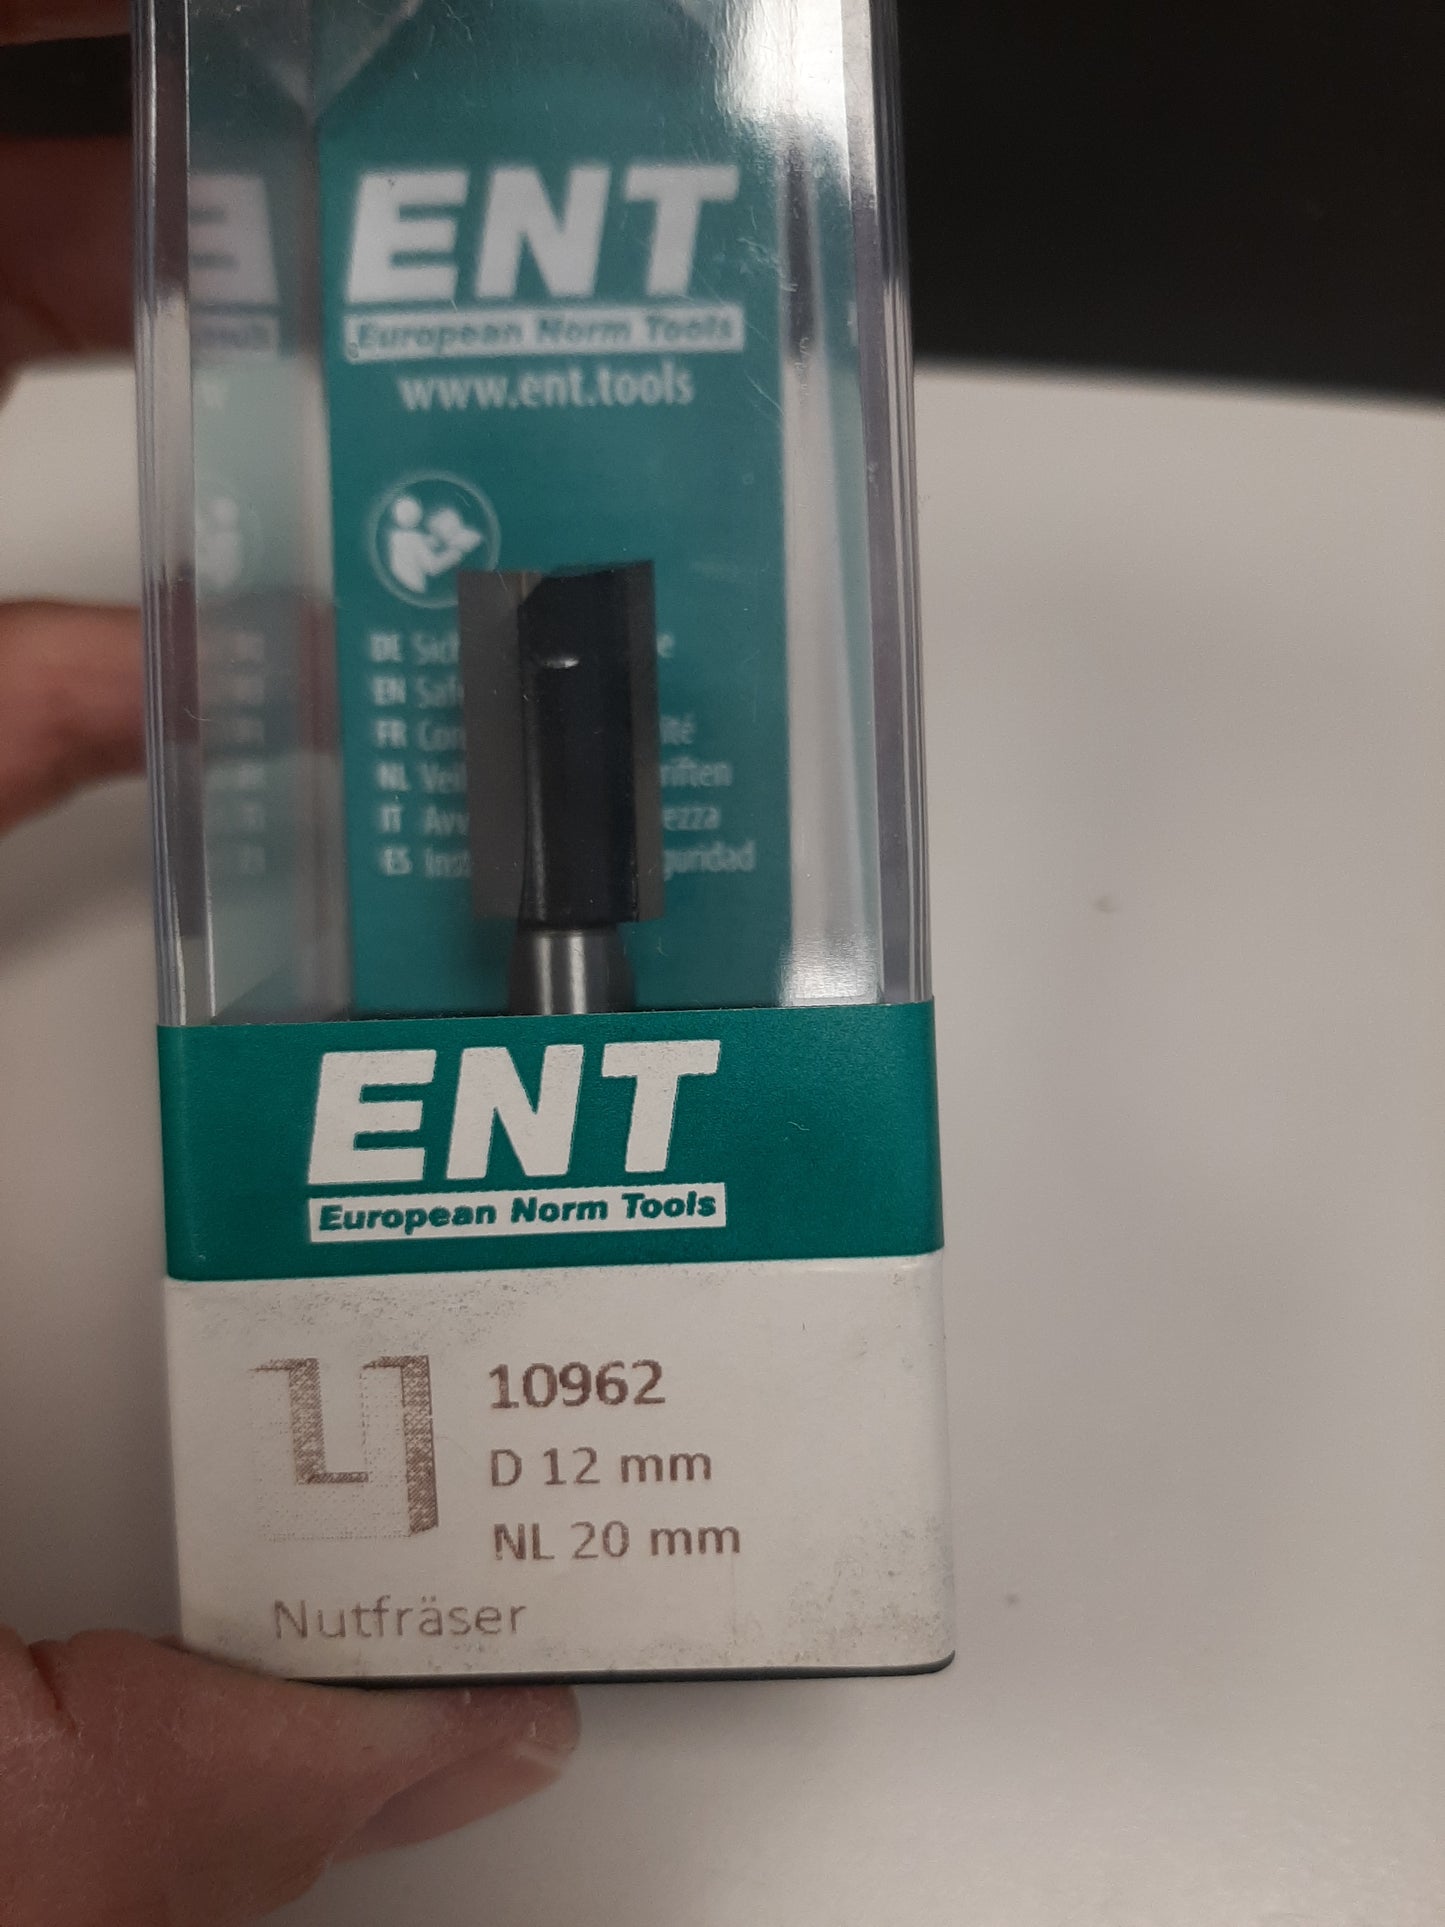 ENT
European Norm Tools
www.ent.tools
DE
EN
FR
NL
IT
ES
ENT
European Norm Tools
10962
D 12 mm
NL 20 mm
Nutfräser